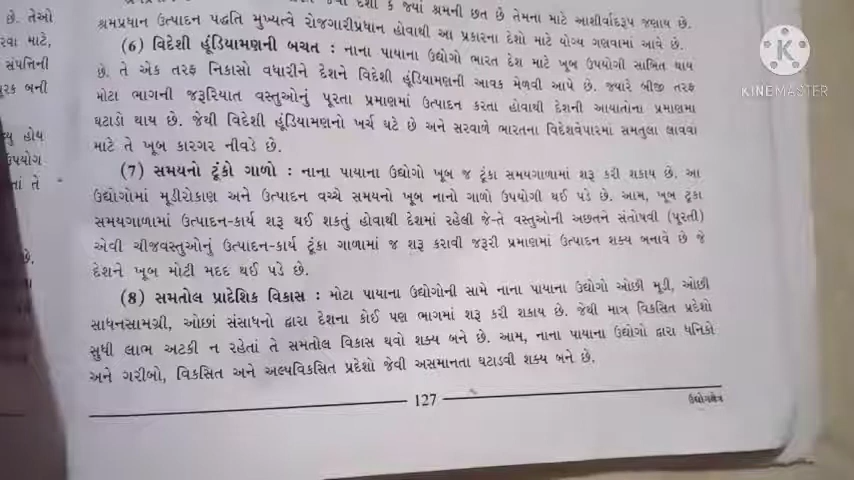 છે. તેઓ
રવા માટે,
સંપત્તિની
પૂરક બની
હોય
ઉપયોગ
તાં તે
છે.
શ્રમપ્રધાન ઉત્પાદન પદ્ધતિ મુખ્યત્વે રોજગારીપ્રધાન હોવાથી આ પ્રકારના દેશો માટે યોગ્ય ગણવામાં આવે છે.
(6) વિદેશી હૂંડિયામણની બચત : નાના પાયાના ઉદ્યોગો ભારત દેશ માટે ખૂબ ઉપયોગી સાબિત થાય
છે. તે એક તરફ નિકાસો વધારીને દેશને વિદેશી હૂંડિયામણની આવક મેળવી આપે છે. જ્યારે બીજી તરફ
મોટા ભાગની જરૂરિયાત વસ્તુઓનું પૂરતા પ્રમાણમાં ઉત્પાદન કરતા હોવાથી દેશની આયાતોના પ્રમાણમા
ઘટાડો થાય છે. જેથી વિદેશી હૂંડિયામણનો ખર્ચ ઘટે છે અને સરવાળે ભારતના વિદેશવેપારમાં સમતુલા લાવવા
માટે તે ખૂબ કારગર નીવડે છે.
(7) સમયનો ટૂંકો ગાળો : નાના પાયાના ઉદ્યોગો ખૂબ જ ટૂંકા સમયગાળામાં શરૂ કરી શકાય છે. આ
ઉદ્યોગોમાં મૂડીરોકાણ અને ઉત્પાદન વચ્ચે સમયનો ખૂબ નાનો ગાળો ઉપયોગી થઈ પડે છે. આમ, ખૂબ ટૂંકા
સમયગાળામાં ઉત્પાદન-કાર્ય શરૂ થઈ શકતું હોવાથી દેશમાં રહેલી જે-તે વસ્તુઓની અછતને સંતોષવી (પૂરતી)
એવી ચીજવસ્તુઓનું ઉત્પાદન-કાર્ય ટૂંકા ગાળામાં જ શરૂ કરાવી જરૂરી પ્રમાણમાં ઉત્પાદન શક્ય બનાવે છે જે
દેશને ખૂબ મોટી મદદ થઈ પડે છે.
(8) સમતોલ પ્રાદેશિક વિકાસ : મોટા પાયાના ઉદ્યોગોની સામે નાના પાયાના ઉદ્યોગો ઓછી મૂડી, ઓછી
સાધનસામગ્રી, ઓછાં સંસાધનો દ્વારા દેશના કોઈ પણ ભાગમાં શરૂ કરી શકાય છે. જેથી માત્ર વિકસિત પ્રદેશો
સુધી લાભ અટકી ન રહેતાં તે સમતોલ વિકાસ થવો શક્ય બને છે. આમ, નાના પાયાના ઉદ્યોગો દ્વારા ધનિકો
અને ગરીબો, વિકસિત અને અલ્પવિકસિત પ્રદેશો જેવી અસમાનતા ઘટાડવી શક્ય બને છે.
127
ઉદ્યોગક્ષેત્ર
K
KINEMASTER